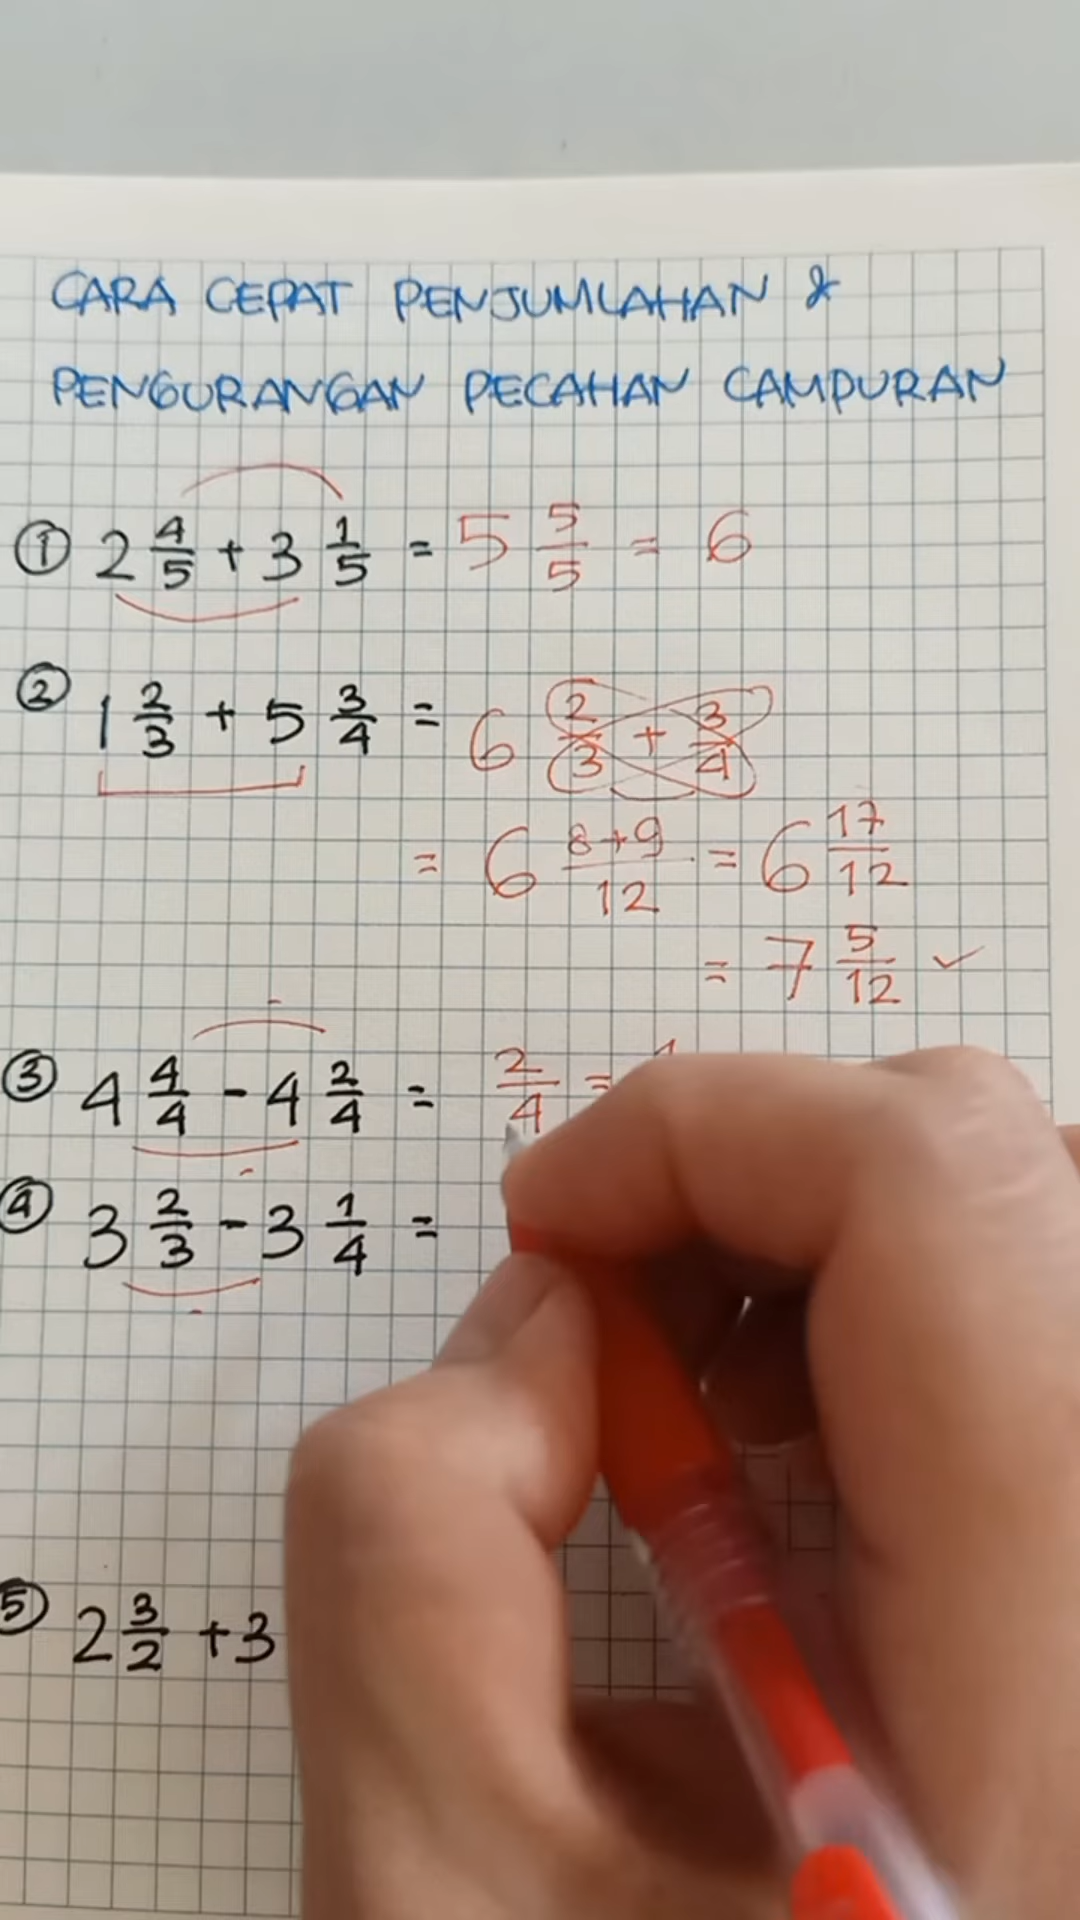 CARA CEPAT PENJUMLAHAN &
PENGURANGAN PECAHAN CAMPURAN
① 2 4/5 + 3 1/5 = 5 5/5 = 6
② 1 2/3 + 5 3/4 = 6 2/3 + 3/4
= 6 8+9/12 = 6 17/12
= 7 5/12 ✓
③ 4 4/4 - 4 2/4 = 2/4 =
④ 3 2/3 - 3 1/4 =
⑤ 2 3/2 + 3